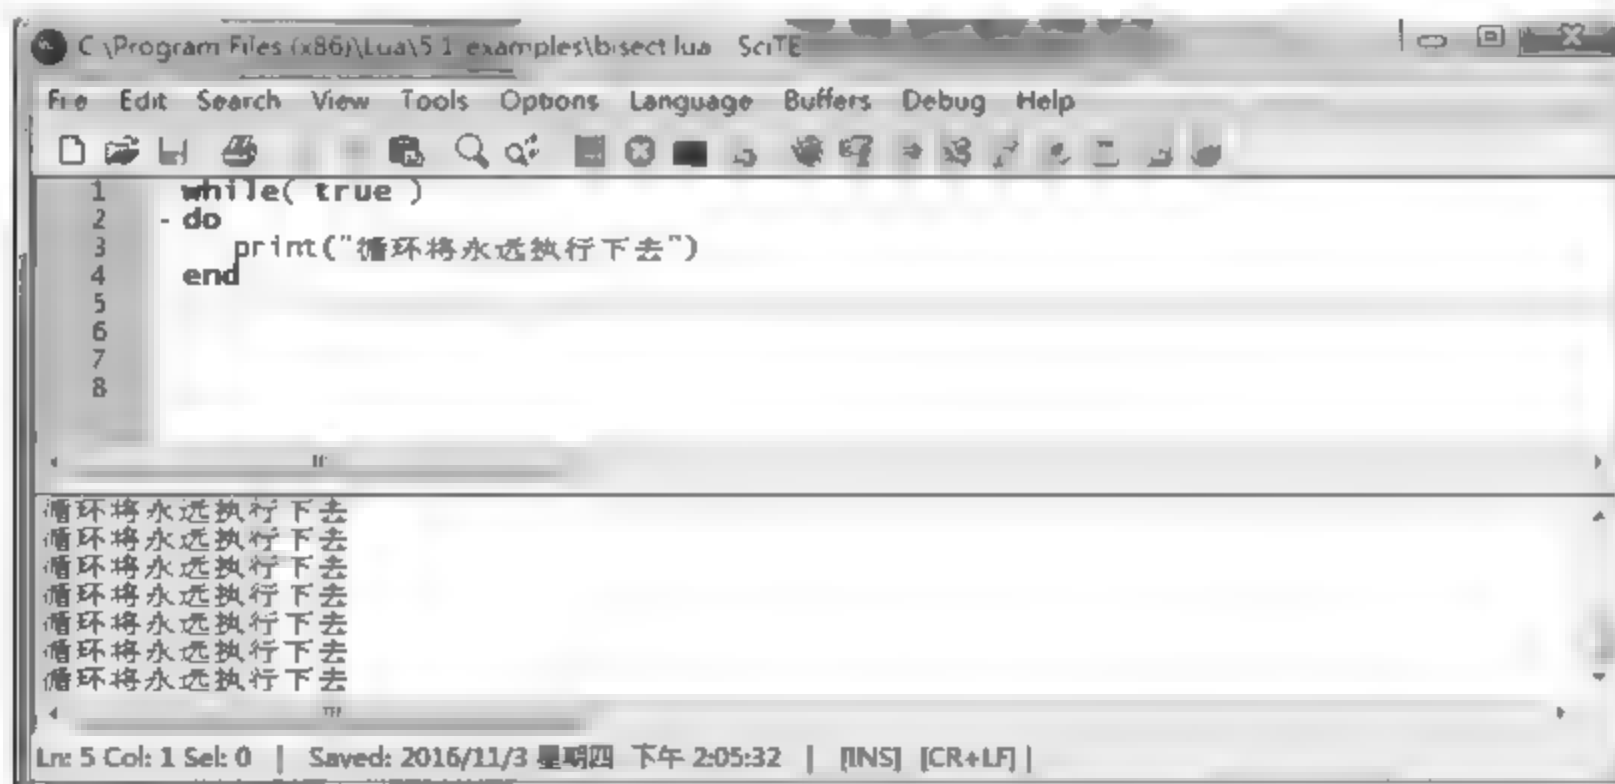 C:\Program Files (x86)\Lua\5.1\examples\bisect.lua - SciTE
File Edit Search View Tools Options Language Buffers Debug Help
1 while( true )
2 - do
3 print("循环将永远执行下去")
4 end
5
6
7
8
循环将永远执行下去
循环将永远执行下去
循环将永远执行下去
循环将永远执行下去
循环将永远执行下去
循环将永远执行下去
循环将永远执行下去
Ln: 5 Col: 1 Sel: 0 | Saved: 2016/11/3 星期四 下午 2:05:32 | [INS] [CR+LF] |